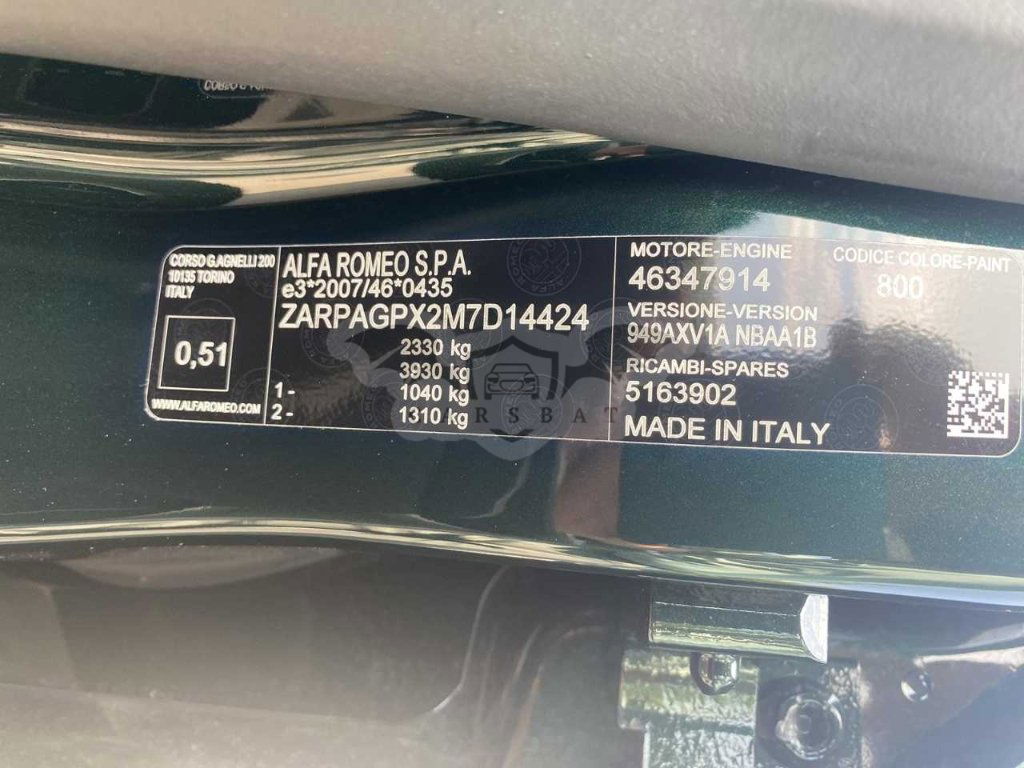 CORSO G.AGNELLI 200
10135 TORINO
ITALY
0,51
WWW.ALFAROMEO.COM
ALFA ROMEO S.P.A.
e3*2007/46*0435
ZARPAGPX2M7D14424
2330 kg
3930 kg
1- 1040 kg
2- 1310 kg
MOTORE-ENGINE
46347914
CODICE COLORE-PAINT
800
VERSIONE-VERSION
949AXV1A NBAA1B
RICAMBI-SPARES
5163902
MADE IN ITALY